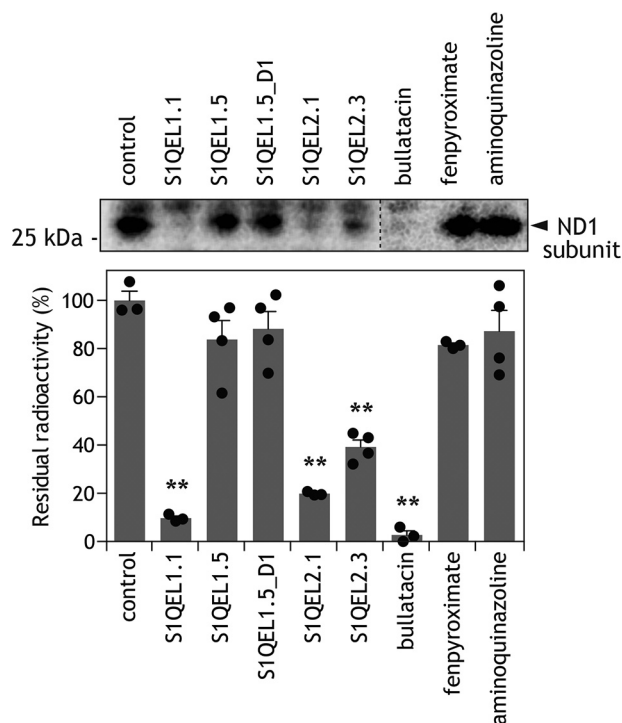 control
S1QEL1.1
S1QEL1.5
S1QEL1.5_D1
S1QEL2.1
S1QEL2.3
bullatacin
fenpyroximate
aminoquinazoline
25 kDa -
ND1
subunit
Residual radioactivity (%)
100
80
60
40
20
0
**
**
**
**
control
S1QEL1.1
S1QEL1.5
S1QEL1.5_D1
S1QEL2.1
S1QEL2.3
bullatacin
fenpyroximate
aminoquinazoline